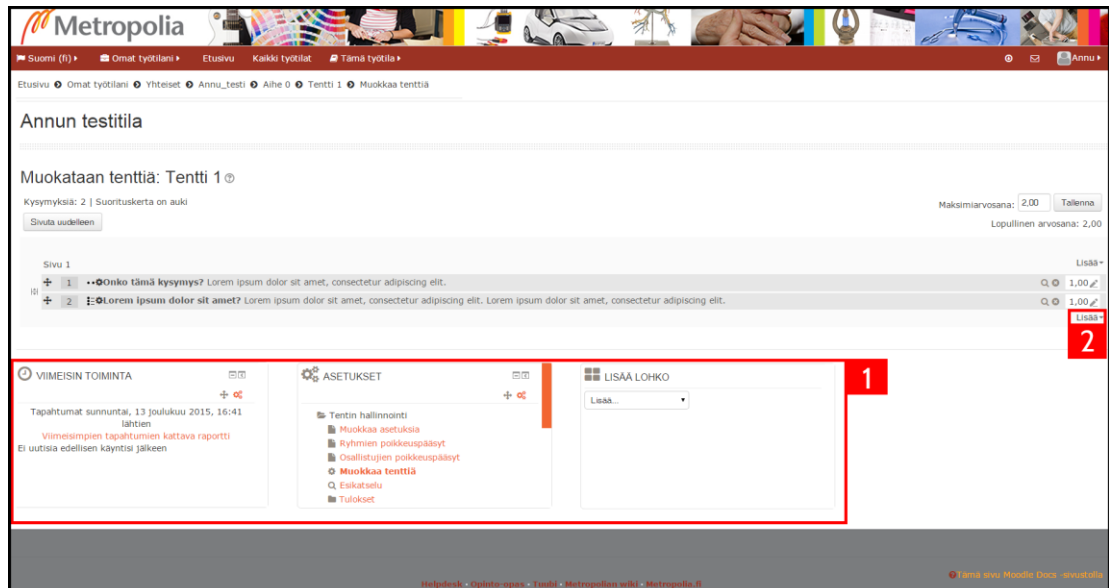 Metropolia
Suomi (fi) Omat työtilani Etusivu Kaikki työtilat Tämä työtila Annu
Etusivu Omat työtilani Yhteiset Annu_testi Aihe 0 Tentti 1 Muokkaa tenttiä
Annun testitila
Muokataan tenttiä: Tentti 1
Kysymyksiä: 2 | Suorituskerta on auki
Maksimiarvosana: 2,00 Tallenna
Sivuta uudelleen
Lopullinen arvosana: 2,00
Sivu 1
Lisää
1 Onko tämä kysymys? Lorem ipsum dolor sit amet, consectetur adipiscing elit. 1,00
2 Lorem ipsum dolor sit amet? Lorem ipsum dolor sit amet, consectetur adipiscing elit. Lorem ipsum dolor sit amet, consectetur adipiscing elit. 1,00
Lisää
2
1
VIIMEISIN TOIMINTA
Tapahtumat sunnuntai, 13 joulukuu 2015, 16:41
lähtien
Viimeisimpien tapahtumien kattava raportti
Ei uutisia edellisen käyntisi jälkeen
ASETUKSET
Tentin hallinnointi
Muokkaa asetuksia
Ryhmien poikkeuspääsyt
Osallistujien poikkeuspääsyt
Muokkaa tenttiä
Esikatselu
Tulokset
LISÄÄ LOHKO
Lisää...
Tämä sivu Moodle Docs -sivustolla
Helpdesk - Opinto-opas - Tuubi - Metropolian wiki - Metropolia.fi